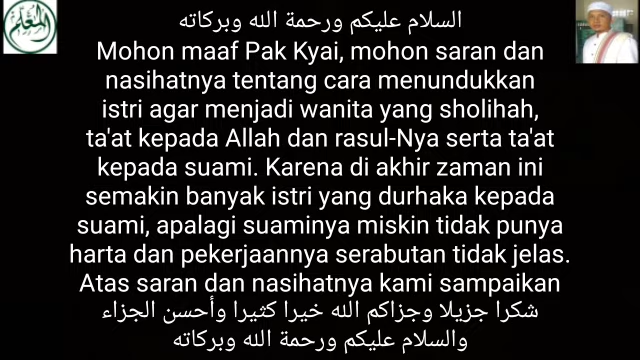 السلام عليكم ورحمة الله وبركاته
Mohon maaf Pak Kyai, mohon saran dan
nasihatnya tentang cara menundukkan
istri agar menjadi wanita yang sholihah,
ta'at kepada Allah dan rasul-Nya serta ta'at
kepada suami. Karena di akhir zaman ini
semakin banyak istri yang durhaka kepada
suami, apalagi suaminya miskin tidak punya
harta dan pekerjaannya serabutan tidak jelas.
Atas saran dan nasihatnya kami sampaikan
شكرا جزيلا وجزاكم الله خيرا كثيرا وأحسن الجزاء
والسلام عليكم ورحمة الله وبركاته